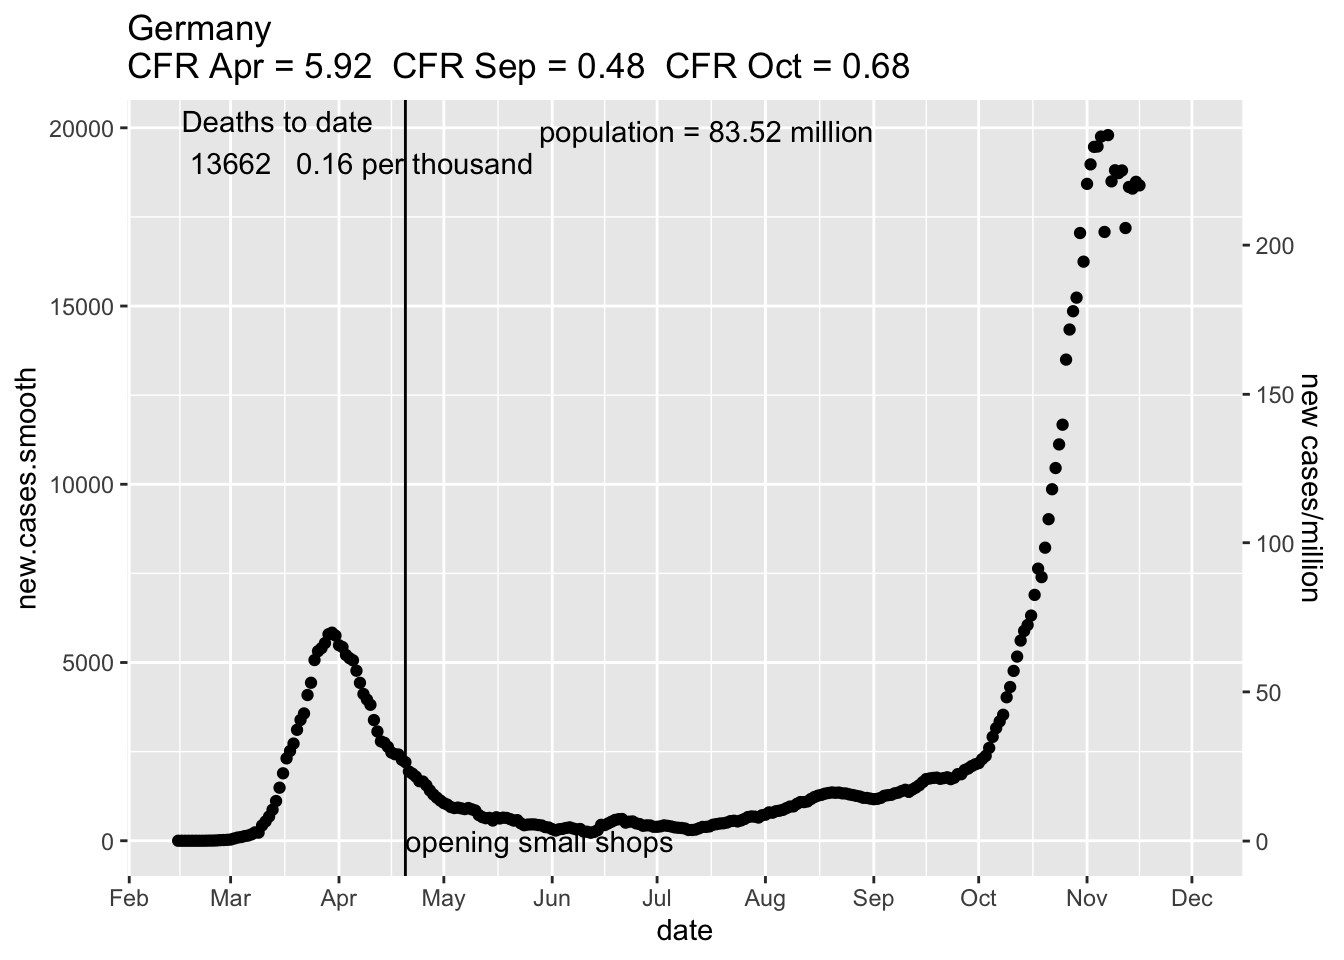 Germany
CFR Apr = 5.92  CFR Sep = 0.48  CFR Oct = 0.68
Deaths to date
13662   0.16 per thousand
population = 83.52 million
20000
15000
10000
5000
0
new.cases.smooth
200
150
100
50
0
new cases/million
opening small shops
Feb Mar Apr May Jun Jul Aug Sep Oct Nov Dec
date